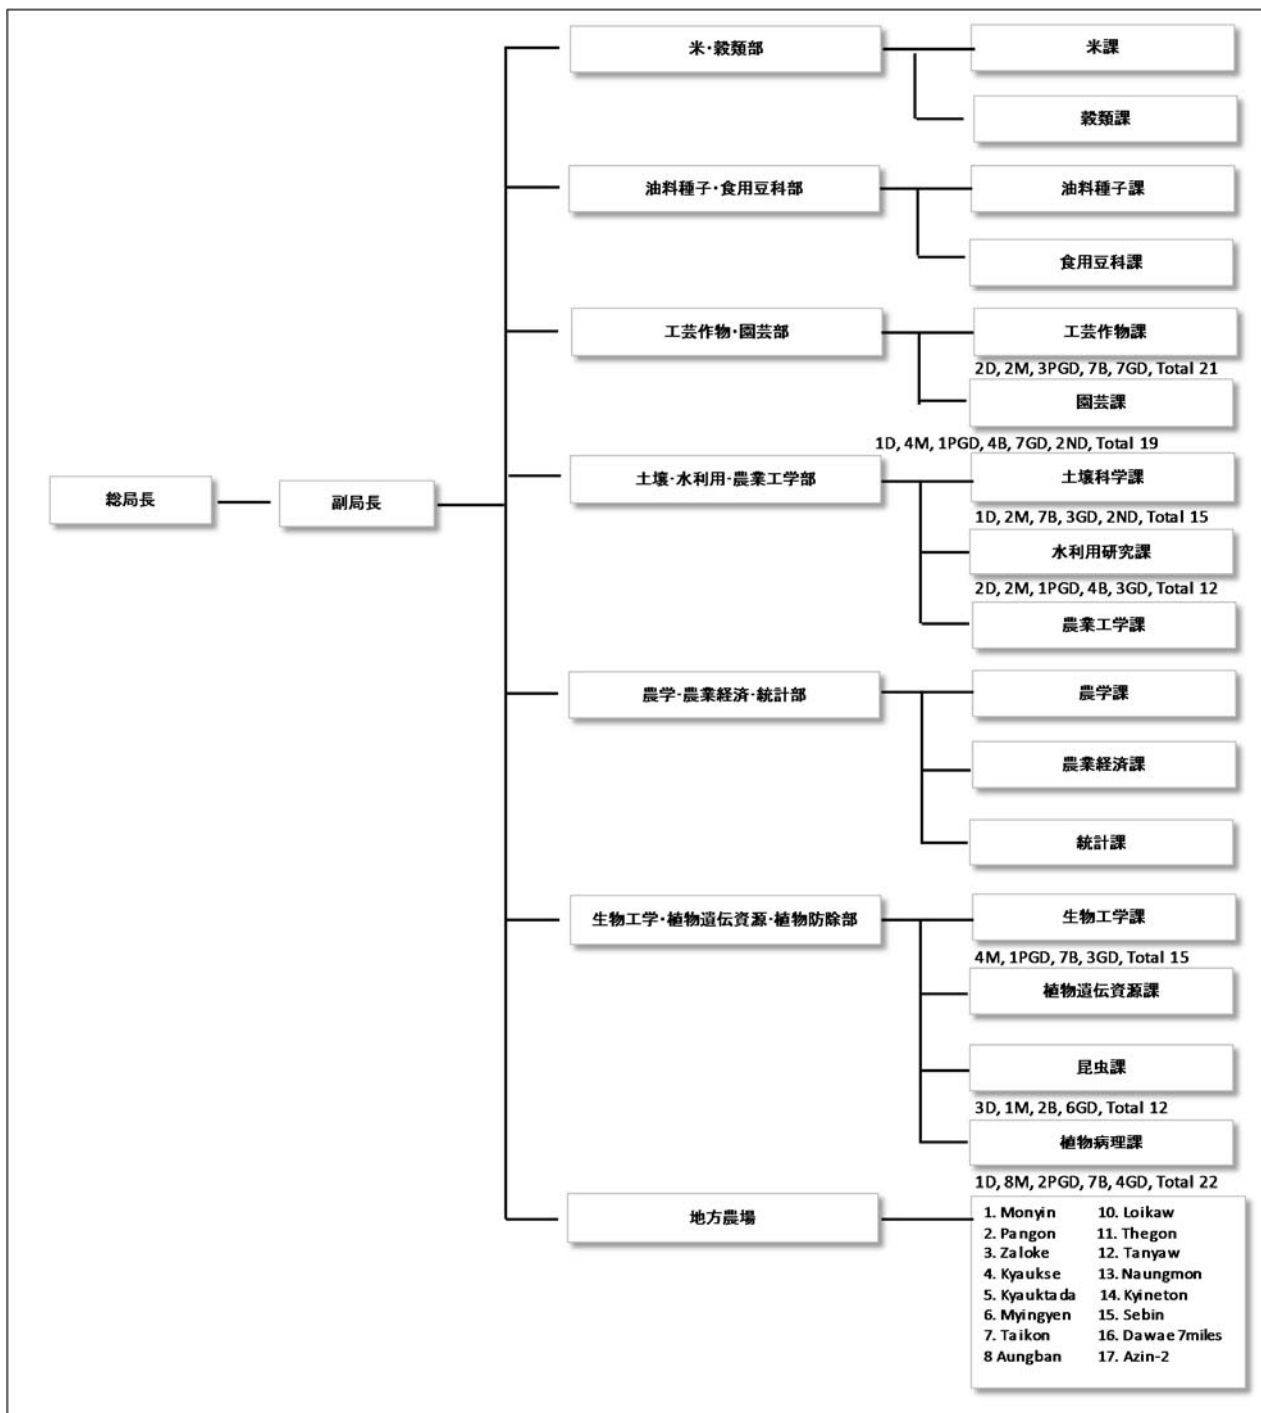 米・穀類部
米課
穀類課
油料種子・食用豆科部
油料種子課
食用豆科課
工芸作物・園芸部
工芸作物課
2D, 2M, 3PGD, 7B, 7GD, Total 21
園芸課
1D, 4M, 1PGD, 4B, 7GD, 2ND, Total 19
総局長
副局長
土壌・水利用・農業工学部
土壌科学課
1D, 2M, 7B, 3GD, 2ND, Total 15
水利用研究課
2D, 2M, 1PGD, 4B, 3GD, Total 12
農業工学課
農学・農業経済・統計部
農学課
農業経済課
統計課
生物工学・植物遺伝資源・植物防除部
生物工学課
4M, 1PGD, 7B, 3GD, Total 15
植物遺伝資源課
昆虫課
3D, 1M, 2B, 6GD, Total 12
植物病理課
1D, 8M, 2PGD, 7B, 4GD, Total 22
地方農場
1. Monyin 10. Loikaw
2. Pangon 11. Thegon
3. Zaloke 12. Tanyaw
4. Kyaukse 13. Naungmon
5. Kyauktada 14. Kyineton
6. Myingyen 15. Sebin
7. Taikon 16. Dawae 7miles
8 Aungban 17. Azin-2